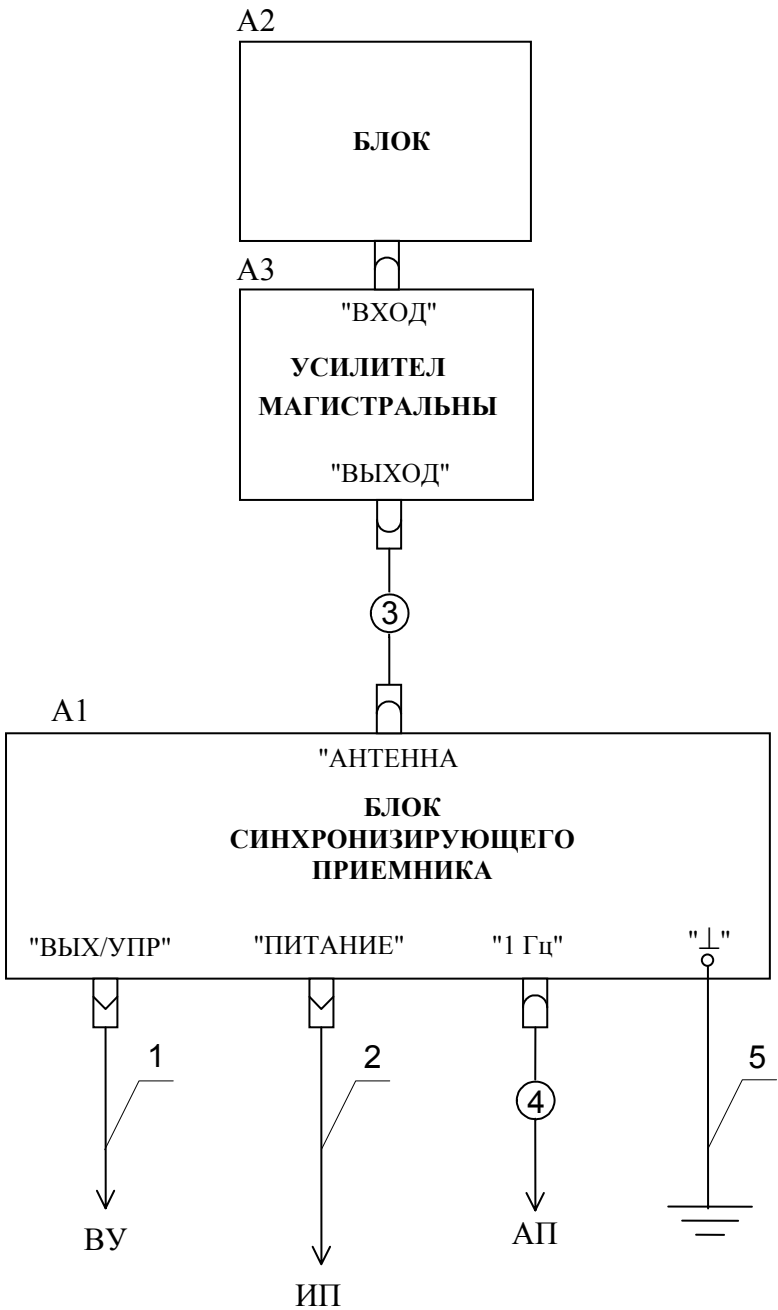 А2
БЛОК
А3
"ВХОД"
УСИЛИТЕЛ
МАГИСТРАЛЬНЫ
"ВЫХОД"
3
А1
"АНТЕННА
БЛОК
СИНХРОНИЗИРУЮЩЕГО
ПРИЕМНИКА
"ВЫХ/УПР" "ПИТАНИЕ" "1 Гц" "⊥"
1 2 4 5
ВУ ИП АП